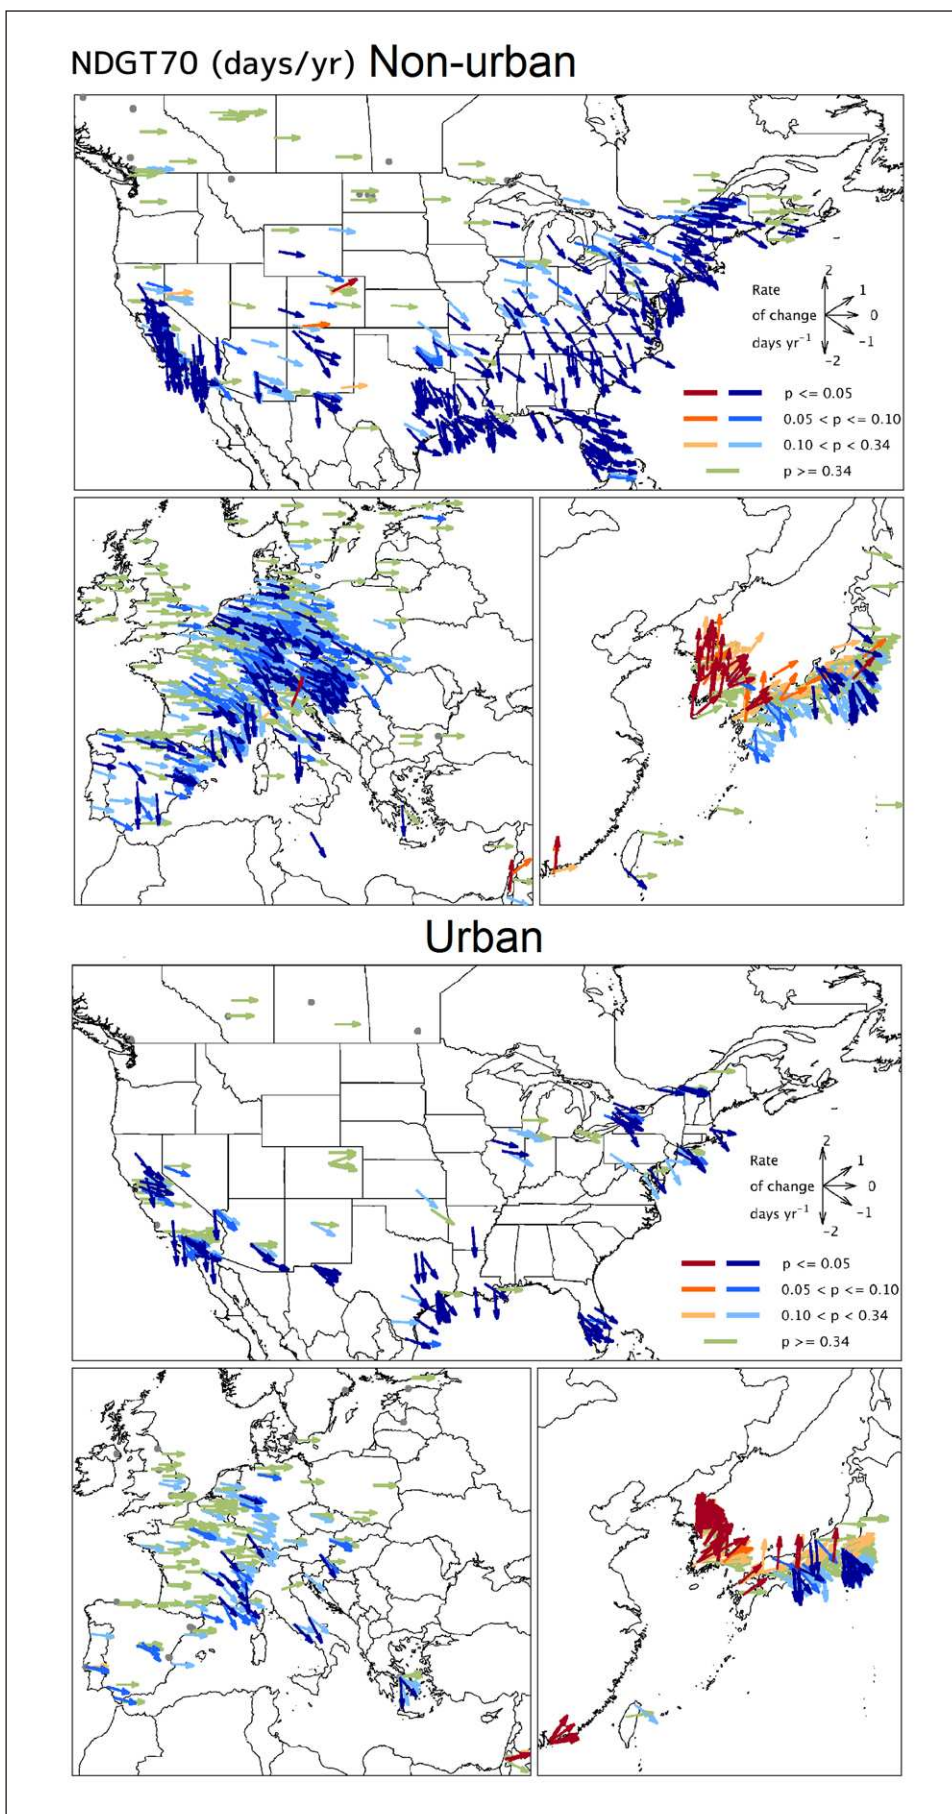 NDGT70 (days/yr) Non-urban
2
Rate
1
of change
0
days yr⁻¹
-1
-2
p <= 0.05
0.05 < p <= 0.10
0.10 < p < 0.34
p >= 0.34
Urban
2
Rate
1
of change
0
days yr⁻¹
-1
-2
p <= 0.05
0.05 < p <= 0.10
0.10 < p < 0.34
p >= 0.34